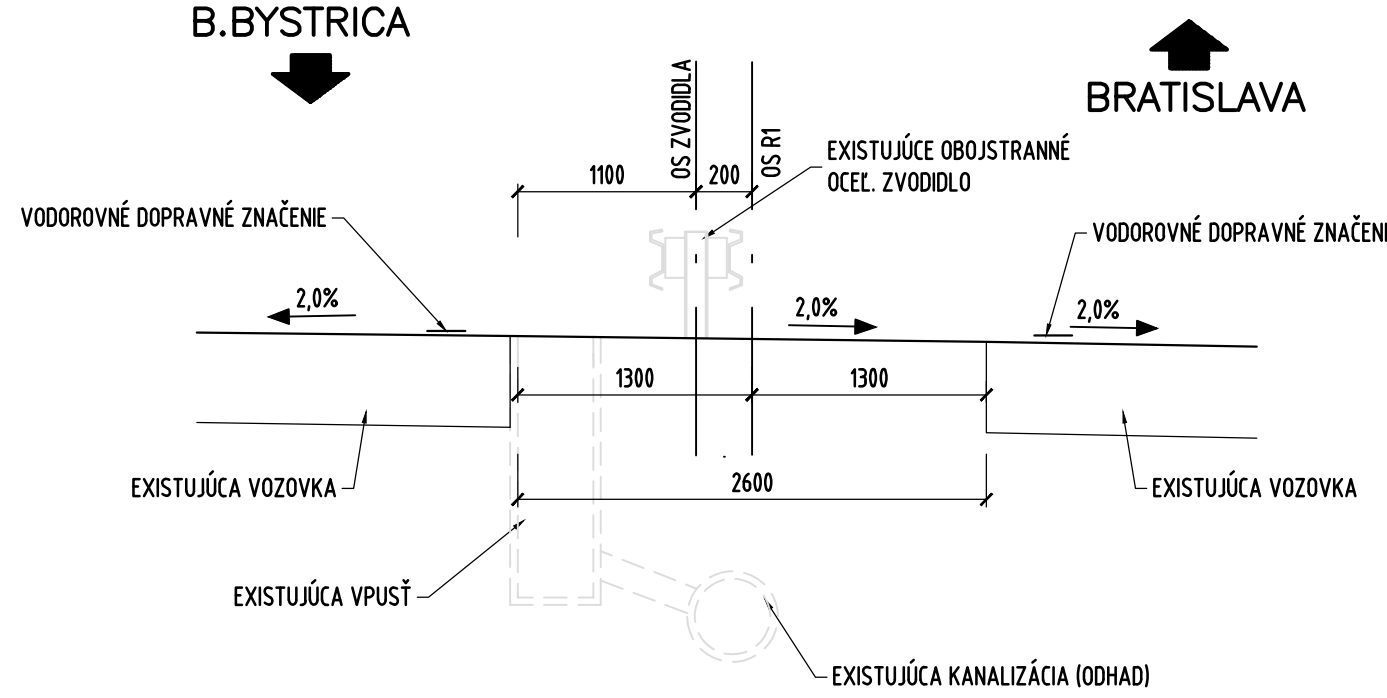 B.BYSTRICA
BRATISLAVA
OS ZVODIDLA
OS R1
1100
200
EXISTUJÚCE OBOJSTRANNÉ
OCEĽ. ZVODIDLO
VODOROVNÉ DOPRAVNÉ ZNAČENIE
VODOROVNÉ DOPRAVNÉ ZNAČENI
2,0%
2,0%
2,0%
1300
1300
2600
EXISTUJÚCA VOZOVKA
EXISTUJÚCA VOZOVKA
EXISTUJÚCA VPUSŤ
EXISTUJÚCA KANALIZÁCIA (ODHAD)